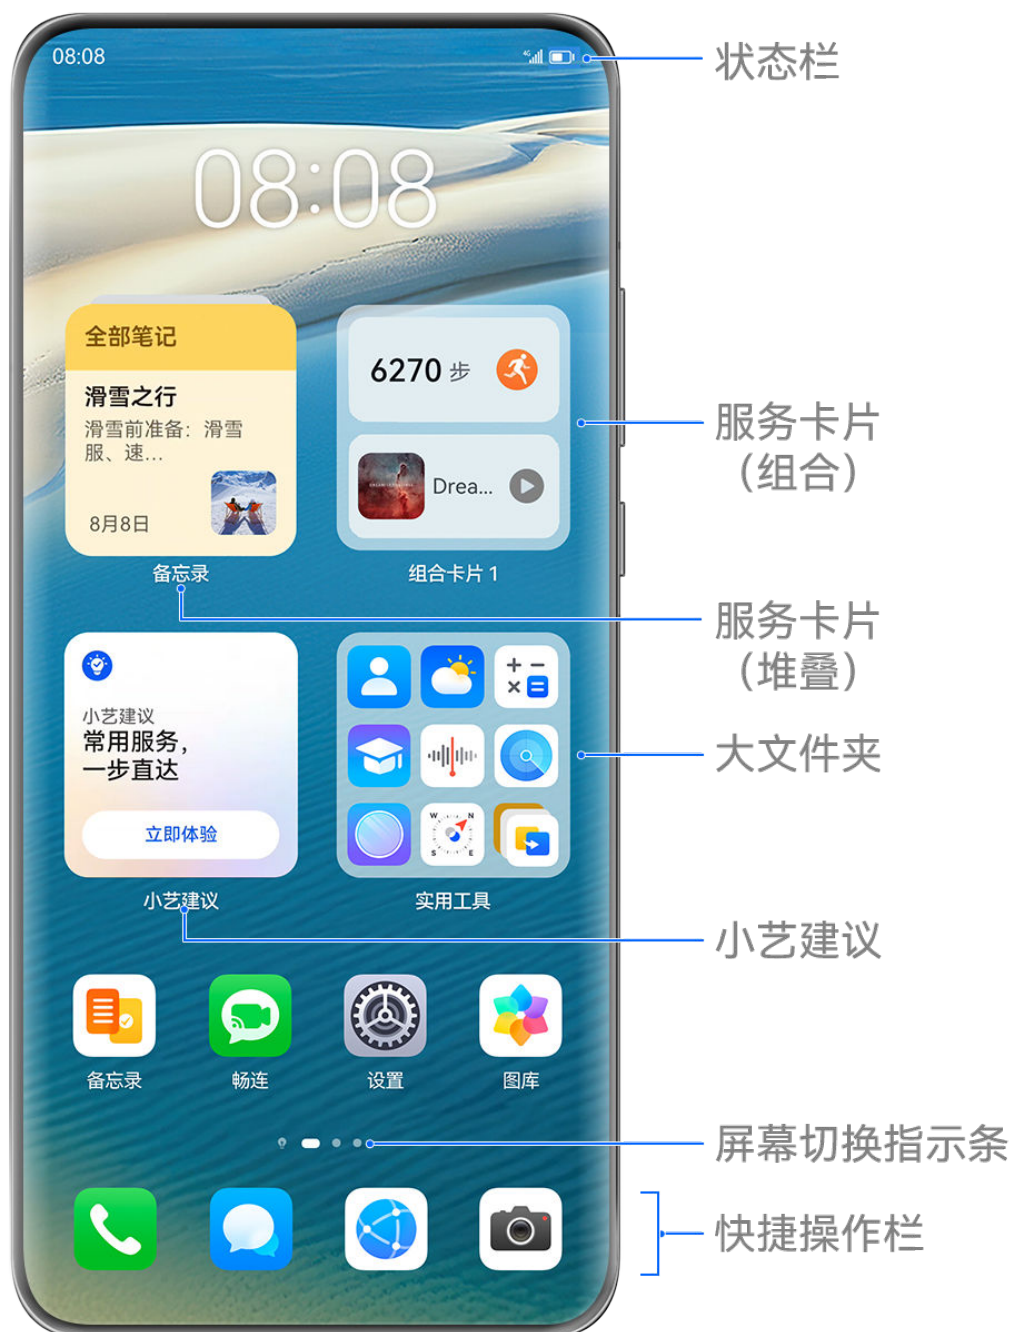 08:08
4G
状态栏
08:08
全部笔记
滑雪之行
滑雪前准备：滑雪
服、速...
8月8日
备忘录
6270 步
Drea...
组合卡片 1
服务卡片
（组合）
服务卡片
（堆叠）
小艺建议
常用服务，
一步直达
立即体验
小艺建议
W N
S E
实用工具
大文件夹
小艺建议
备忘录
畅连
设置
图库
屏幕切换指示条
快捷操作栏